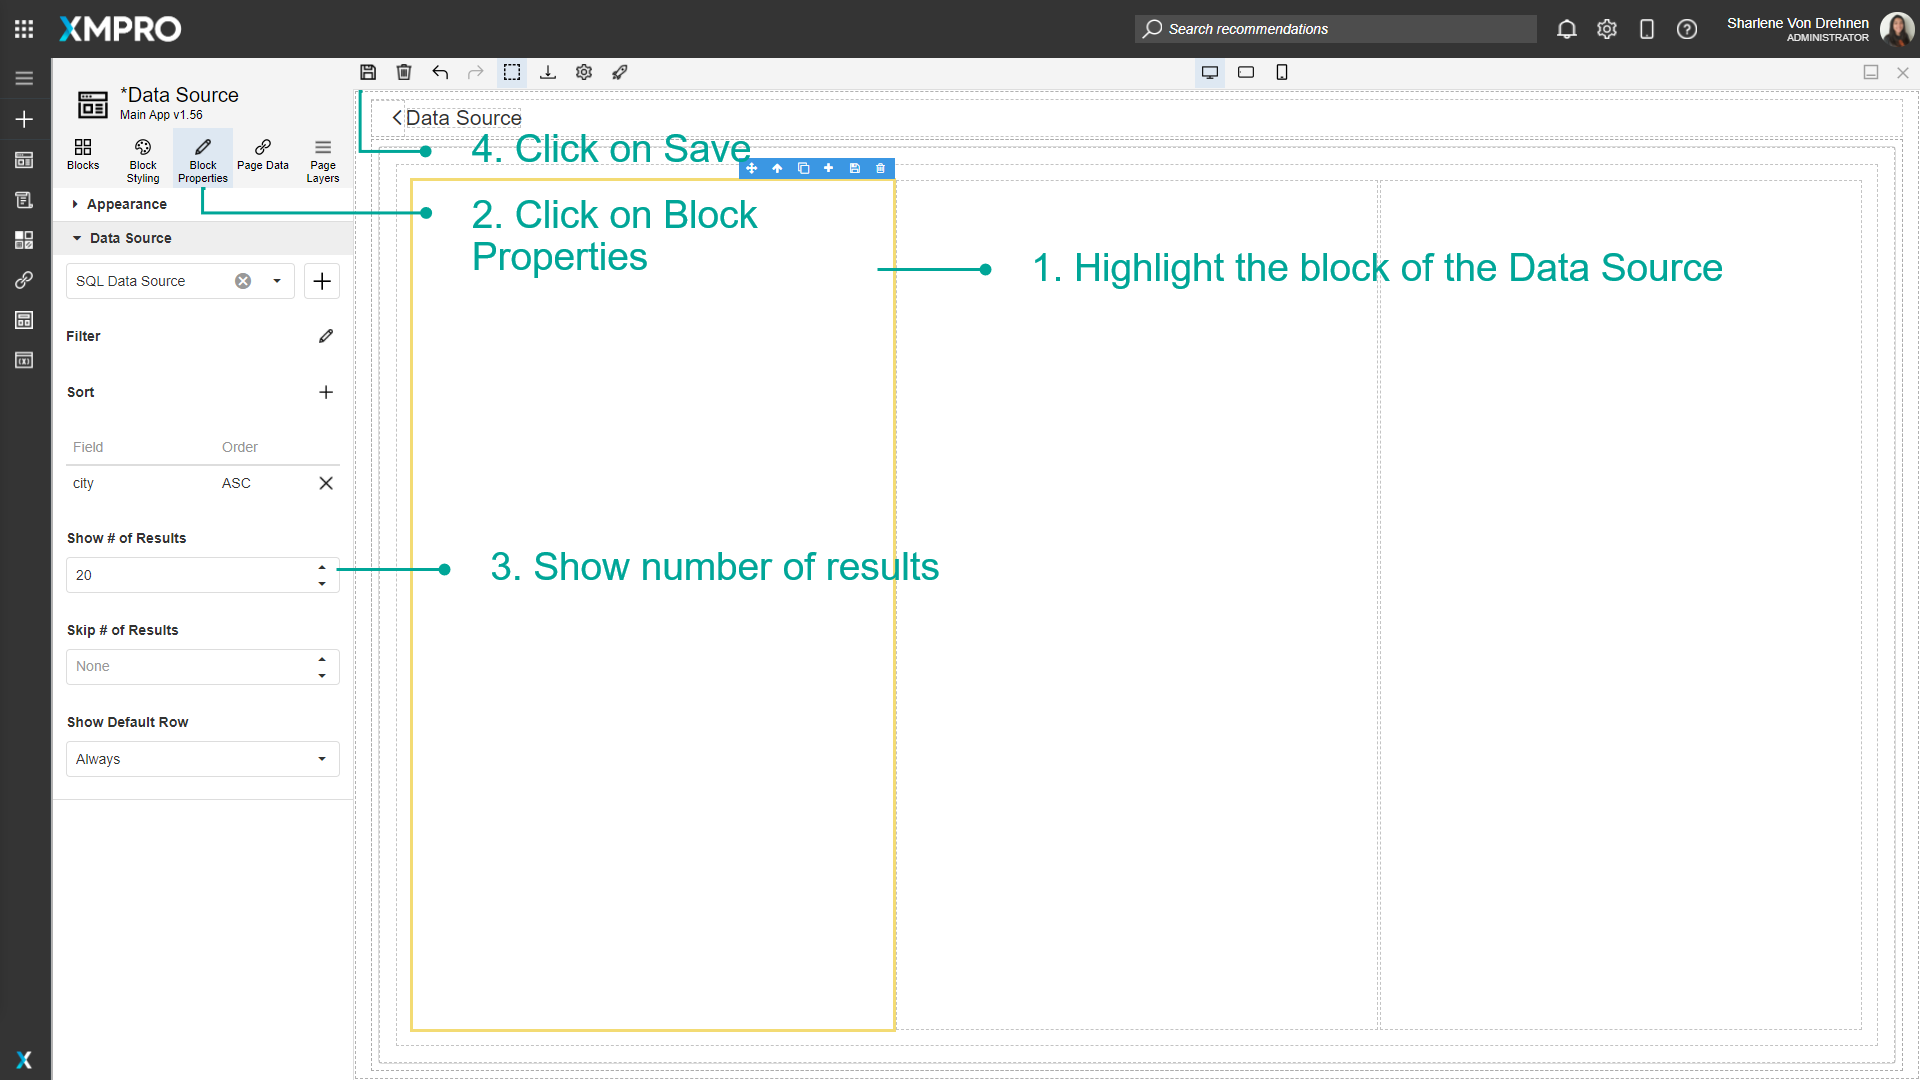 XMPRO
Search recommendations
Sharlene Von Drehnen
ADMINISTRATOR
*Data Source
Main App v1.56
Blocks
Block
Styling
Block
Properties
Page Data
Page
Layers
Appearance
Data Source
SQL Data Source
Filter
Sort
Field Order
city ASC
Show # of Results
20
Skip # of Results
None
Show Default Row
Always
Data Source
4. Click on Save
2. Click on Block
Properties
1. Highlight the block of the Data Source
3. Show number of results